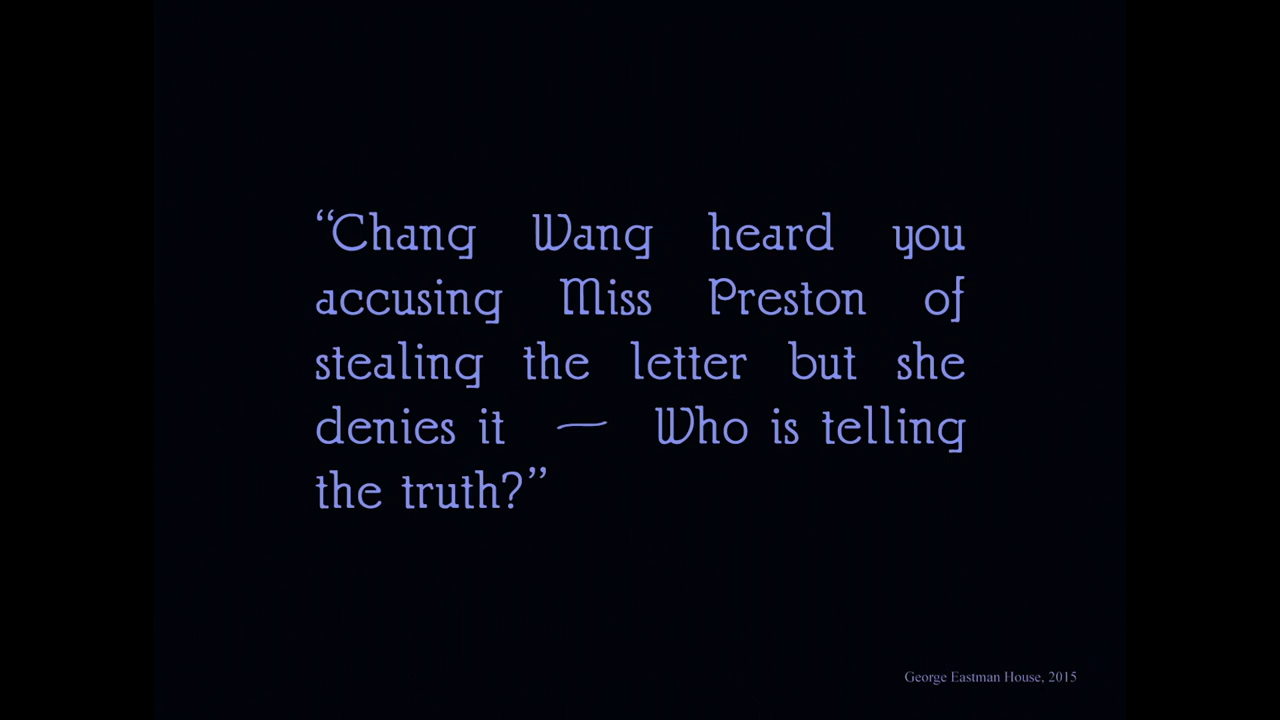 “Chang Wang heard you
accusing Miss Preston of
stealing the letter but she
denies it — Who is telling
the truth?”
George Eastman House, 2015